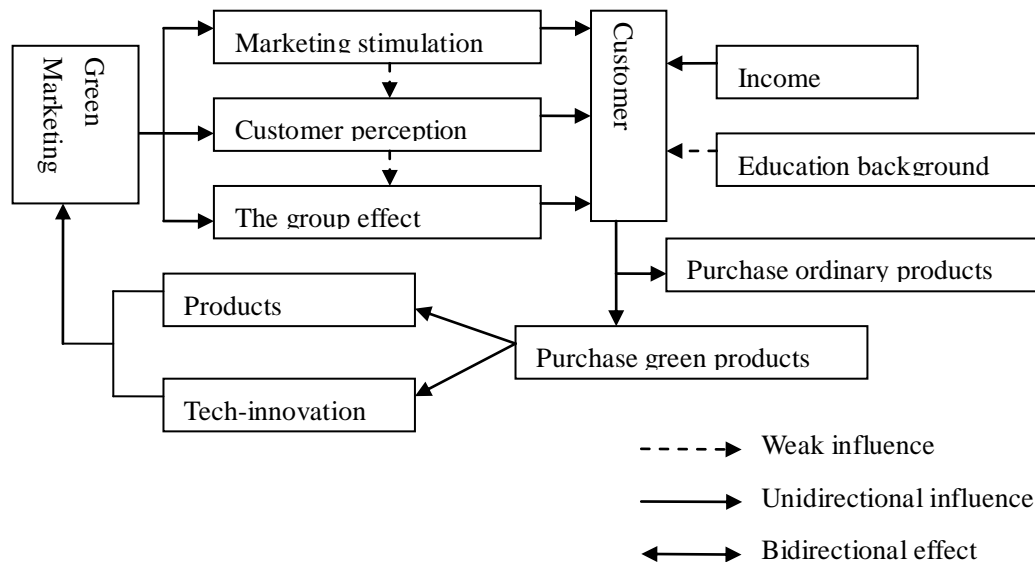 Green
Marketing
Marketing stimulation
Customer perception
The group effect
Customer
Income
Education background
Purchase ordinary products
Purchase green products
Products
Tech-innovation
Weak influence
Unidirectional influence
Bidirectional effect